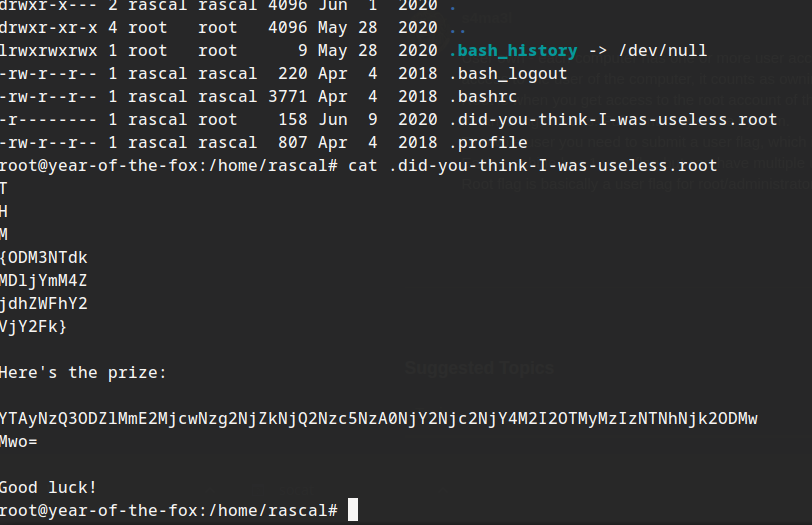 drwxr-x--- 2 rascal rascal 4096 Jun  1  2020 .
drwxr-xr-x 4 root   root   4096 May 28  2020 ..
lrwxrwxrwx 1 root   root      9 May 28  2020 .bash_history -> /dev/null
-rw-r--r-- 1 rascal rascal  220 Apr  4  2018 .bash_logout
-rw-r--r-- 1 rascal rascal 3771 Apr  4  2018 .bashrc
-r-------- 1 rascal root    158 Jun  9  2020 .did-you-think-I-was-useless.root
-rw-r--r-- 1 rascal rascal  807 Apr  4  2018 .profile
root@year-of-the-fox:/home/rascal# cat .did-you-think-I-was-useless.root
T
H
M
{ODM3NTdk
MDljYmM4Z
jdhZWFhY2
VjY2Fk}
Here's the prize:
YTAyNzQ3ODZlMmE2MjcwNzg2NjZkNjQ2Nzc5NzA0NjY2Njc2NjY4M2I2OTMyMzIzNTNhNjk2ODMw
Mwo=
Good luck!
root@year-of-the-fox:/home/rascal#
Suggested Topics